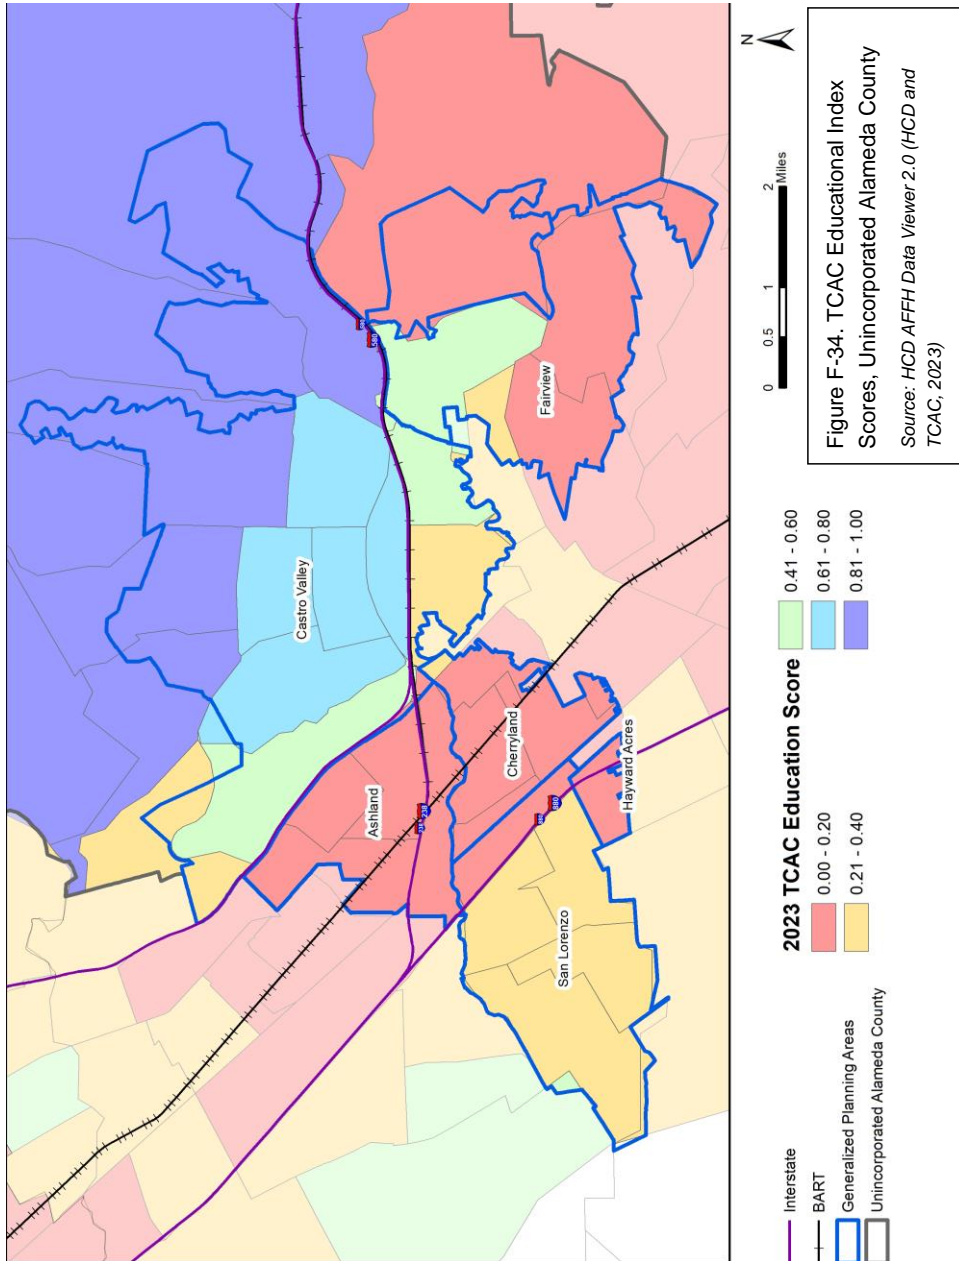 Castro Valley
Ashland
Cherryland
Fairview
Hayward Acres
San Lorenzo
238
880
580
N
0 0.5 1 2
Miles
Interstate
BART
Generalized Planning Areas
Unincorporated Alameda County
2023 TCAC Education Score
0.00 - 0.20
0.21 - 0.40
0.41 - 0.60
0.61 - 0.80
0.81 - 1.00
Figure F-34. TCAC Educational Index
Scores, Unincorporated Alameda County
Source: HCD AFFH Data Viewer 2.0 (HCD and
TCAC, 2023)